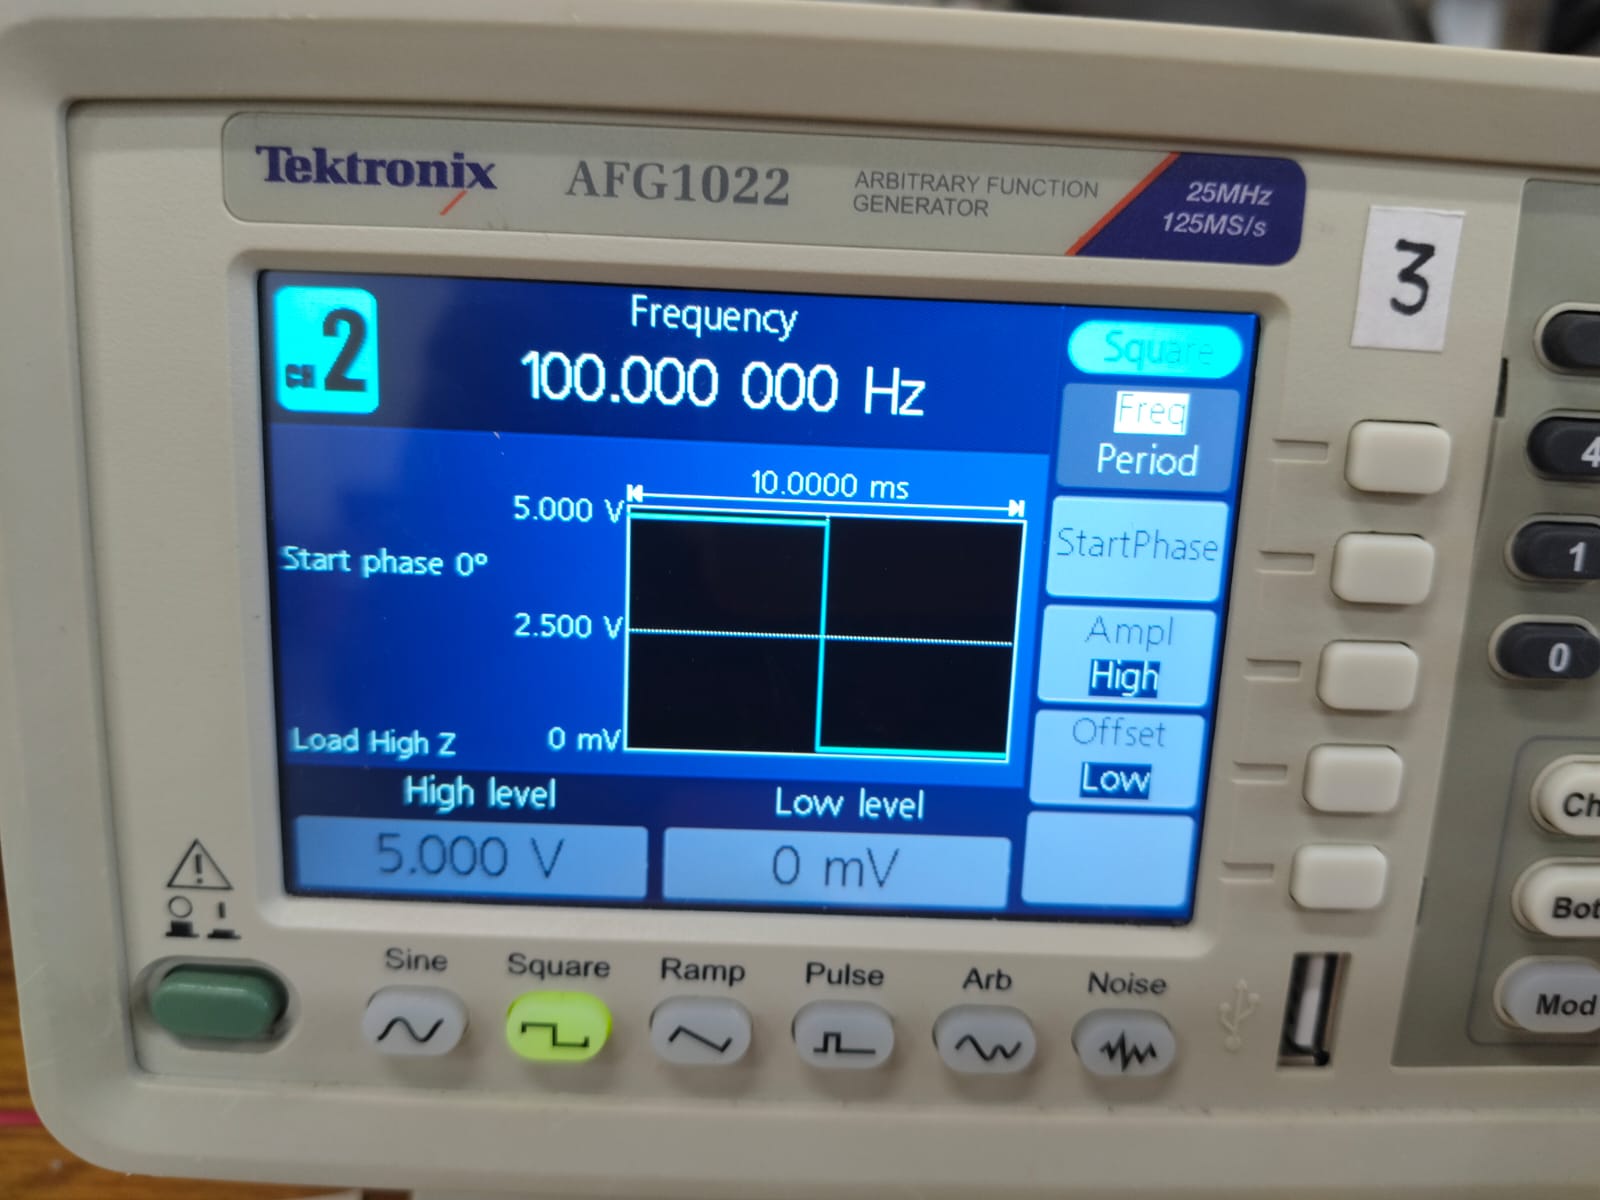 Tektronix AFG1022 ARBITRARY FUNCTION GENERATOR
25MHz
125MS/s
3
CH 2
Frequency
100.000 000 Hz
Square
Freq
Period
10.0000 ms
5.000 V
StartPhase
Start phase 0°
2.500 V
Ampl
High
Load High Z
0 mV
Offset
Low
High level
Low level
5.000 V
0 mV
4
1
0
Ch
Bot
Mod
Sine
Square
Ramp
Pulse
Arb
Noise